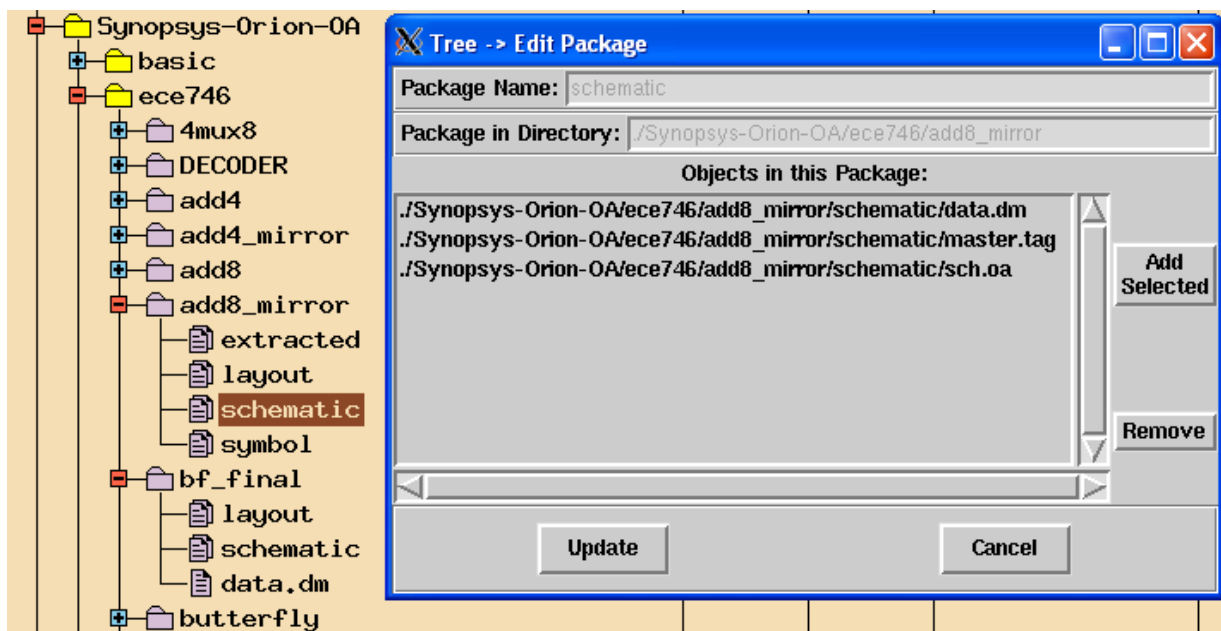 Synopsys-Orion-OA
basic
ece746
4mux8
DECODER
add4
add4_mirror
add8
add8_mirror
extracted
layout
schematic
symbol
bf_final
layout
schematic
data.dm
butterfly
Tree -> Edit Package
Package Name: schematic
Package in Directory: ./Synopsys-Orion-OA/ece746/add8_mirror
Objects in this Package:
./Synopsys-Orion-OA/ece746/add8_mirror/schematic/data.dm
./Synopsys-Orion-OA/ece746/add8_mirror/schematic/master.tag
./Synopsys-Orion-OA/ece746/add8_mirror/schematic/sch.oa
Add
Selected
Remove
Update
Cancel